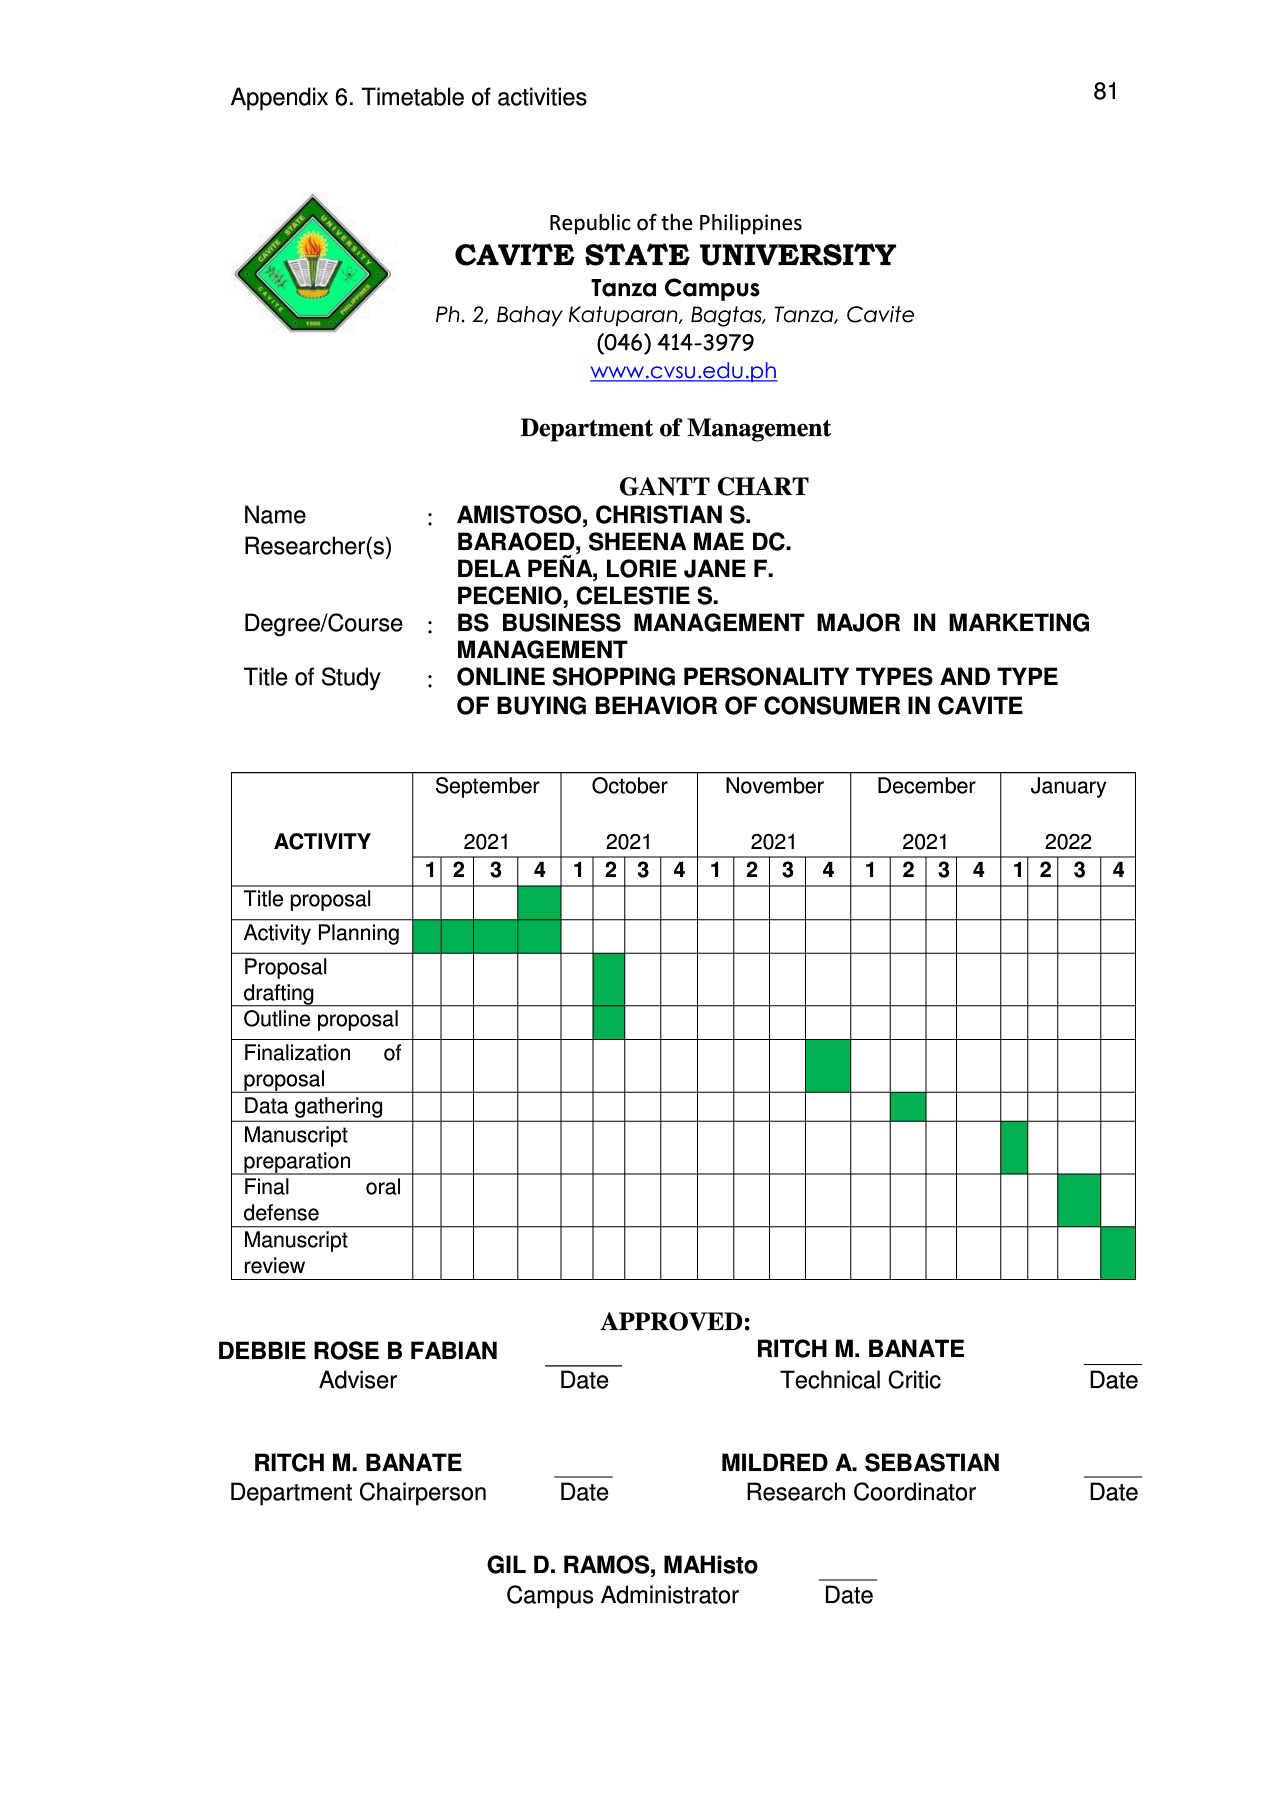 Appendix 6. Timetable of activities
81
CAVITE STATE UNIVERSITY
CAVITE
PHILIPPINES
1906
Republic of the Philippines
CAVITE STATE UNIVERSITY
Tanza Campus
Ph. 2, Bahay Katuparan, Bagtas, Tanza, Cavite
(046) 414-3979
www.cvsu.edu.ph
Department of Management
GANTT CHART
Name : AMISTOSO, CHRISTIAN S.
Researcher(s) BARAOED, SHEENA MAE DC.
DELA PEÑA, LORIE JANE F.
PECENIO, CELESTIE S.
Degree/Course : BS BUSINESS MANAGEMENT MAJOR IN MARKETING
MANAGEMENT
Title of Study : ONLINE SHOPPING PERSONALITY TYPES AND TYPE
OF BUYING BEHAVIOR OF CONSUMER IN CAVITE
September October November December January
ACTIVITY 2021 2021 2021 2021 2022
1 2 3 4 1 2 3 4 1 2 3 4 1 2 3 4 1 2 3 4
Title proposal
Activity Planning
Proposal
drafting
Outline proposal
Finalization of
proposal
Data gathering
Manuscript
preparation
Final oral
defense
Manuscript
review
APPROVED:
DEBBIE ROSE B FABIAN RITCH M. BANATE
Adviser Date Technical Critic Date
RITCH M. BANATE MILDRED A. SEBASTIAN
Department Chairperson Date Research Coordinator Date
GIL D. RAMOS, MAHisto
Campus Administrator Date